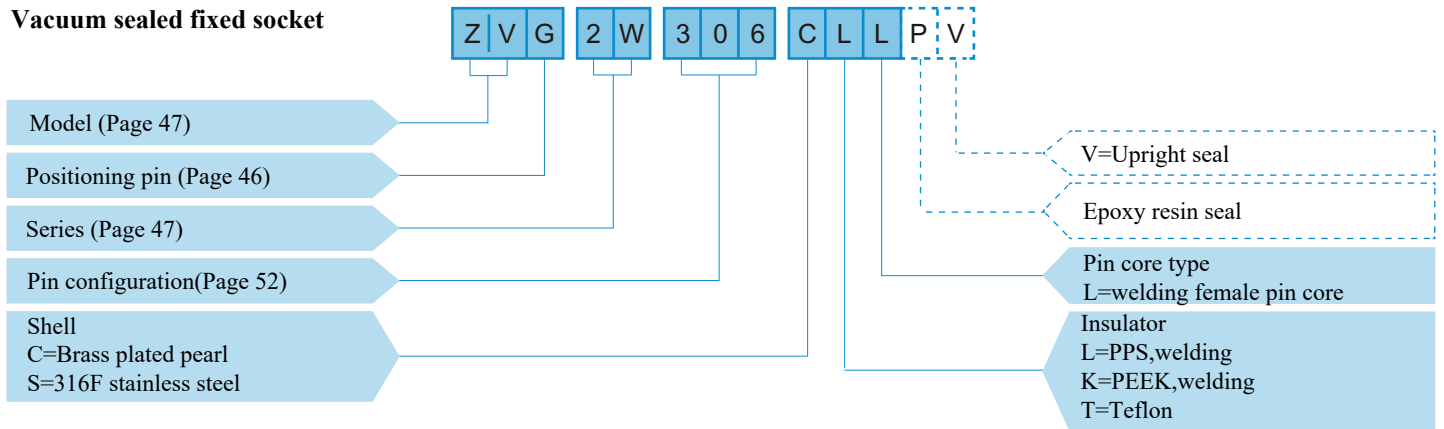 Vacuum sealed fixed socket
Z V G 2 W 3 0 6 C L L P V
Model (Page 47)
Positioning pin (Page 46)
Series (Page 47)
Pin configuration(Page 52)
Shell
C=Brass plated pearl
S=316F stainless steel
V=Upright seal
Epoxy resin seal
Pin core type
L=welding female pin core
Insulator
L=PPS,welding
K=PEEK,welding
T=Teflon